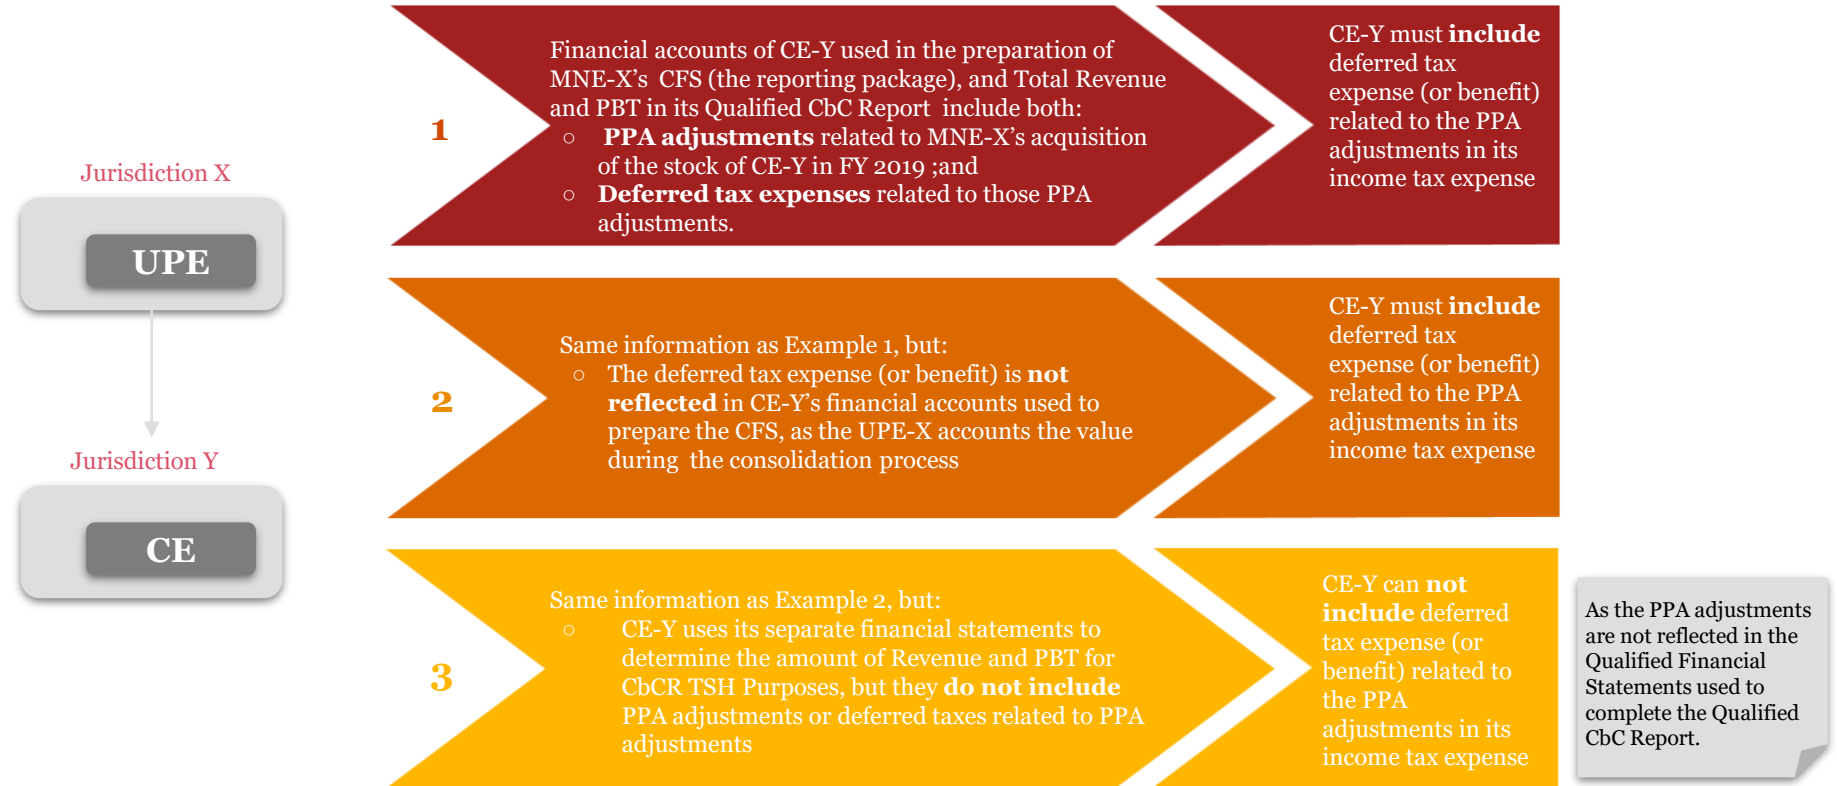 Jurisdiction X
UPE
Jurisdiction Y
CE
1
Financial accounts of CE-Y used in the preparation of
MNE-X's CFS (the reporting package), and Total Revenue
and PBT in its Qualified CbC Report include both:
○ PPA adjustments related to MNE-X's acquisition
of the stock of CE-Y in FY 2019 ;and
○ Deferred tax expenses related to those PPA
adjustments.
CE-Y must include
deferred tax
expense (or benefit)
related to the PPA
adjustments in its
income tax expense
2
Same information as Example 1, but:
○ The deferred tax expense (or benefit) is not
reflected in CE-Y's financial accounts used to
prepare the CFS, as the UPE-X accounts the value
during the consolidation process
CE-Y must include
deferred tax
expense (or benefit)
related to the PPA
adjustments in its
income tax expense
3
Same information as Example 2, but:
○ CE-Y uses its separate financial statements to
determine the amount of Revenue and PBT for
CbCR TSH Purposes, but they do not include
PPA adjustments or deferred taxes related to PPA
adjustments
CE-Y can not
include deferred
tax expense (or
benefit) related to
the PPA
adjustments in its
income tax expense
As the PPA adjustments
are not reflected in the
Qualified Financial
Statements used to
complete the Qualified
CbC Report.